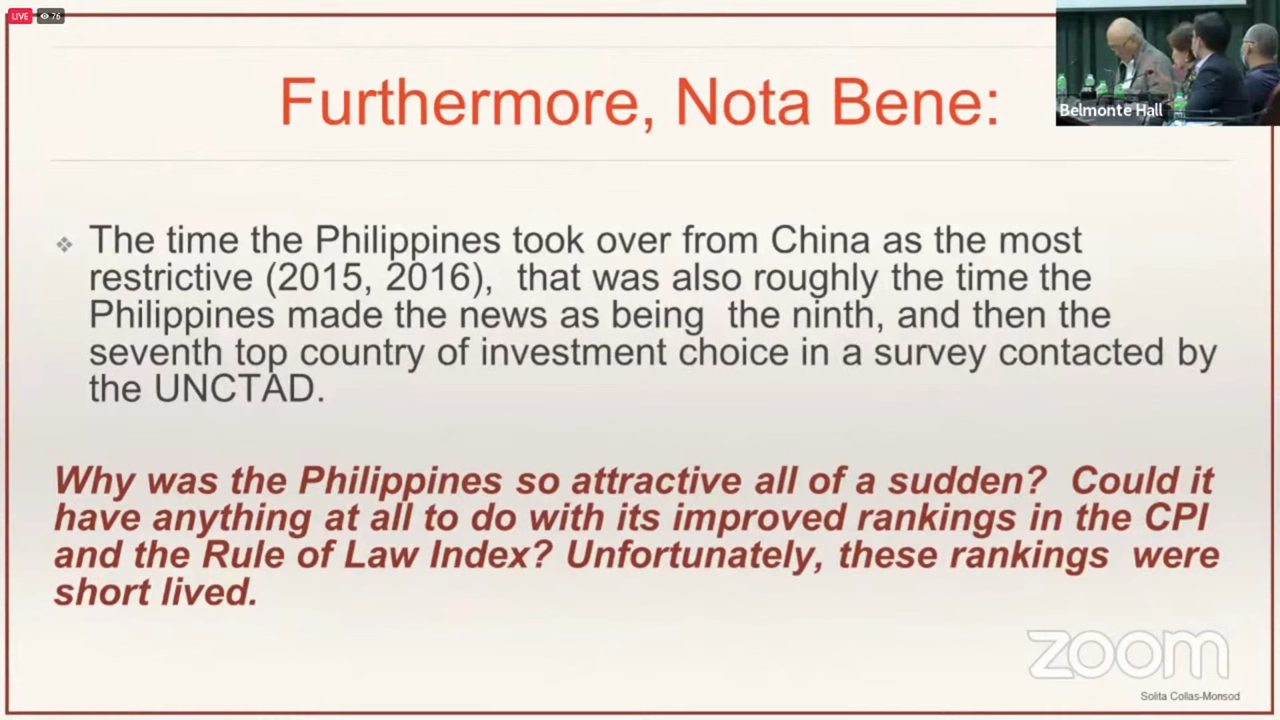 LIVE 76
Furthermore, Nota Bene:
Belmonte Hall
The time the Philippines took over from China as the most
restrictive (2015, 2016), that was also roughly the time the
Philippines made the news as being the ninth, and then the
seventh top country of investment choice in a survey contacted by
the UNCTAD.
Why was the Philippines so attractive all of a sudden? Could it
have anything at all to do with its improved rankings in the CPI
and the Rule of Law Index? Unfortunately, these rankings were
short lived.
zoom
Solita Collas-Monsod